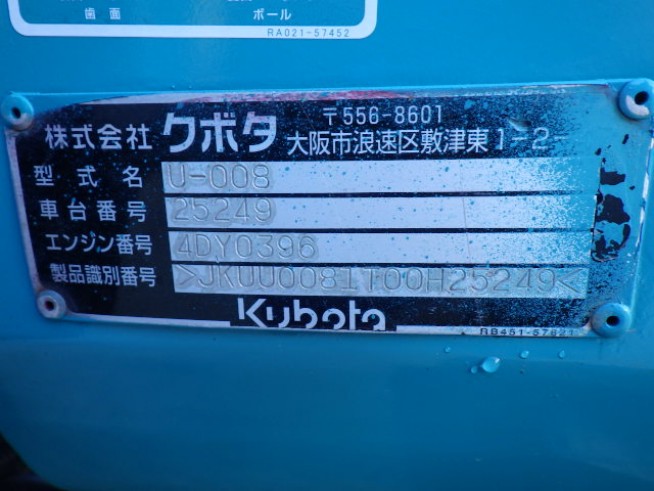 歯面
ボール
RA021-57452
株式会社 クボタ
〒556-8601
大阪市浪速区敷津東1-2-
型式名 U-008
車台番号 25249
エンジン番号 4DY0396
製品識別番号 >JKUU0081T00H25249<
Kubota